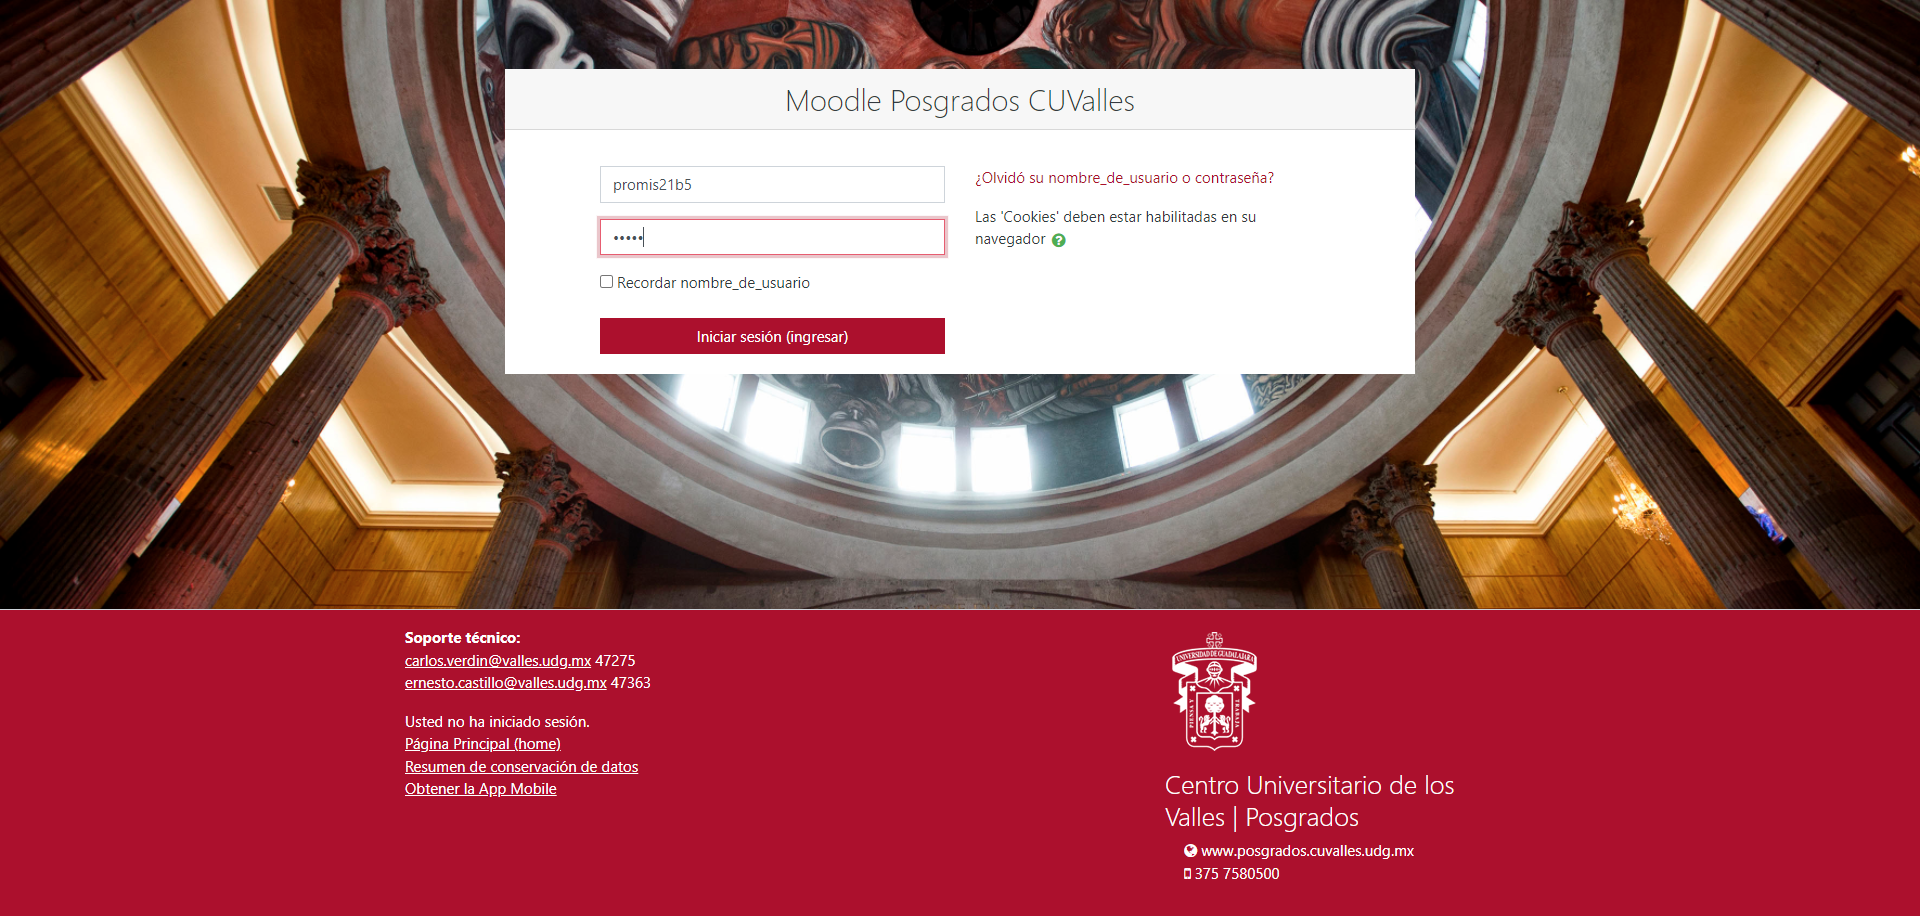 Moodle Posgrados CUValles
promis21b5
•••••
Recordar nombre_de_usuario
Iniciar sesión (ingresar)
¿Olvidó su nombre_de_usuario o contraseña?
Las 'Cookies' deben estar habilitadas en su
navegador
Soporte técnico:
carlos.verdin@valles.udg.mx 47275
ernesto.castillo@valles.udg.mx 47363
Usted no ha iniciado sesión.
Página Principal (home)
Resumen de conservación de datos
Obtener la App Mobile
UNIVERSIDAD DE GUADALAJARA
PIENSA Y
TRABAJA
Centro Universitario de los
Valles | Posgrados
www.posgrados.cuvalles.udg.mx
375 7580500